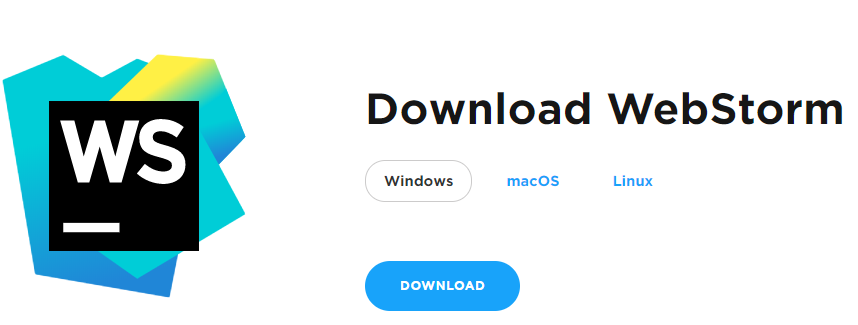 WS
Download WebStorm
Windows macOS Linux
DOWNLOAD